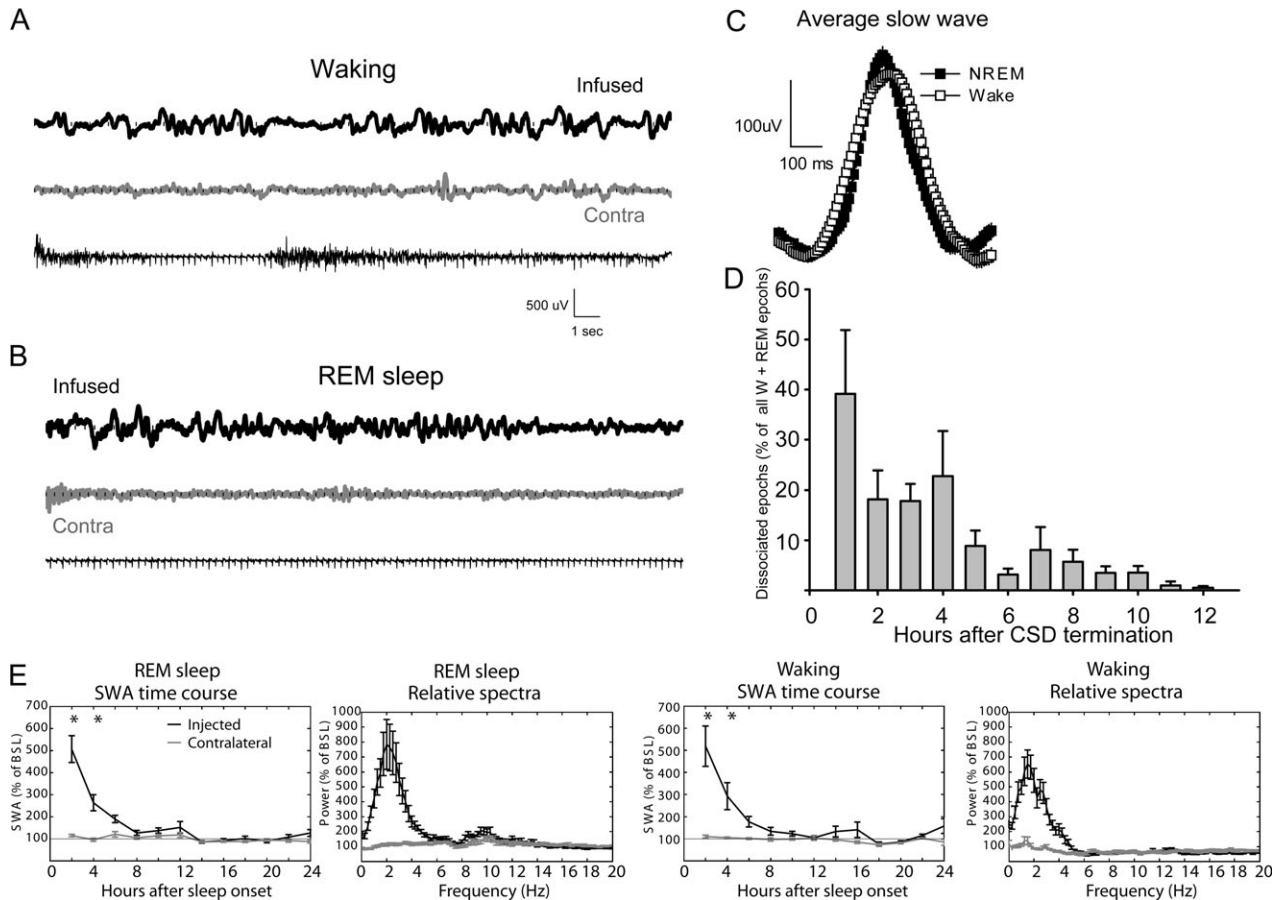 A
Waking
Infused
Contra
500 uV
1 sec
B
REM sleep
Infused
Contra
C
Average slow wave
NREM
Wake
100uV
100 ms
D
Dissociated epochs (% of all W + REM epcohs)
60
50
40
30
20
10
0 2 4 6 8 10 12
Hours after CSD termination
E
REM sleep
SWA time course
SWA (% of BSL)
700
600
500
400
300
200
100
* *
Injected
Contralateral
0 4 8 12 16 20 24
Hours after sleep onset
REM sleep
Relative spectra
Power (% of BSL)
1000
900
800
700
600
500
400
300
200
100
0 2 4 6 8 10 12 14 16 18 20
Frequency (Hz)
Waking
SWA time course
SWA (% of BSL)
700
600
500
400
300
200
100
* *
0 4 8 12 16 20 24
Hours after sleep onset
Waking
Relative spectra
Power (% of BSL)
1000
900
800
700
600
500
400
300
200
100
0 2 4 6 8 10 12 14 16 18 20
Frequency (Hz)